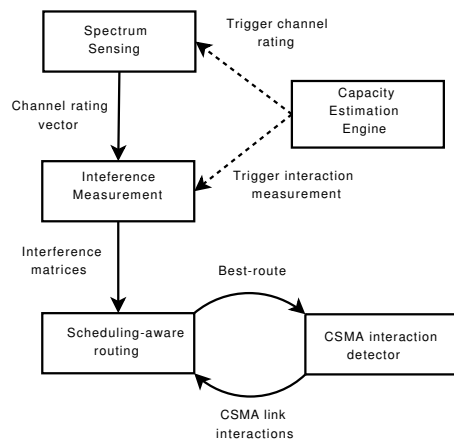 Spectrum
Sensing
Trigger channel
rating
Capacity
Estimation
Engine
Channel rating
vector
Inteference
Measurement
Trigger interaction
measurement
Interference
matrices
Best-route
Scheduling-aware
routing
CSMA interaction
detector
CSMA link
interactions